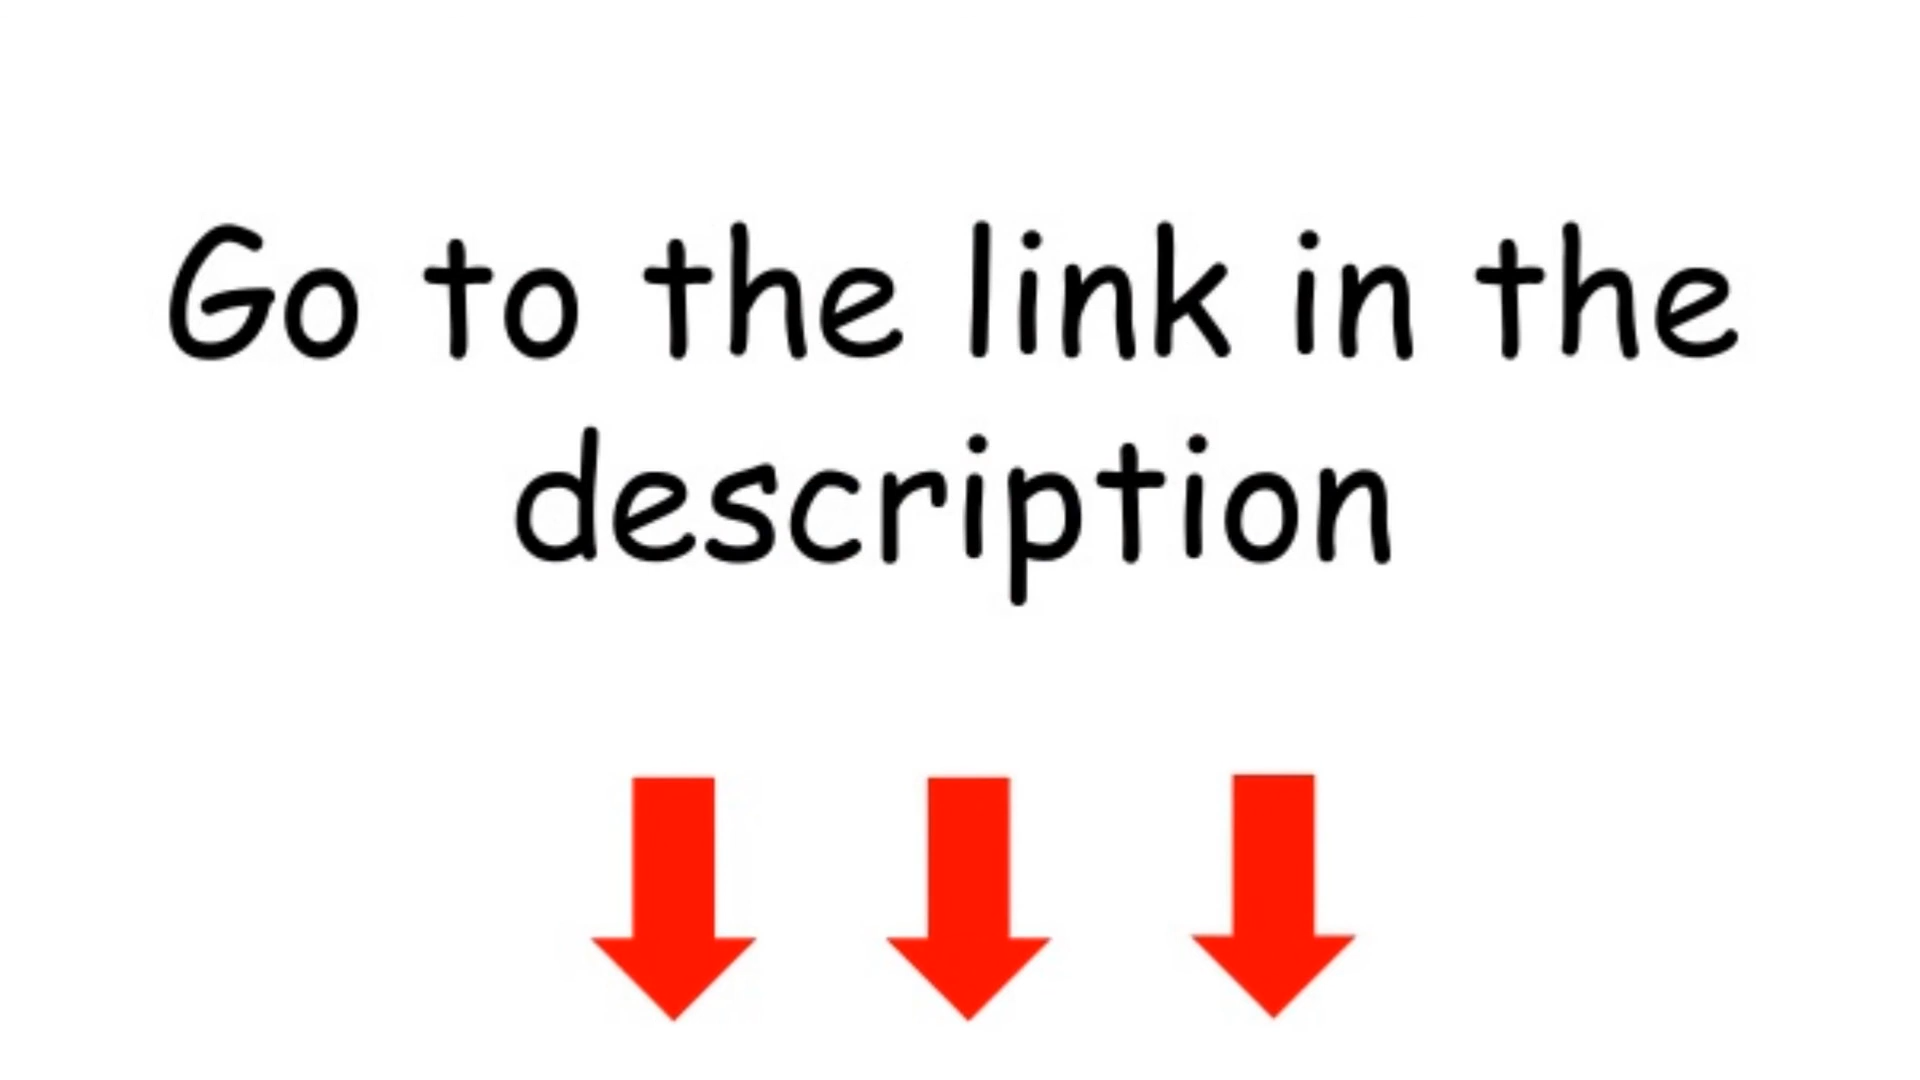 Go to the link in the
description